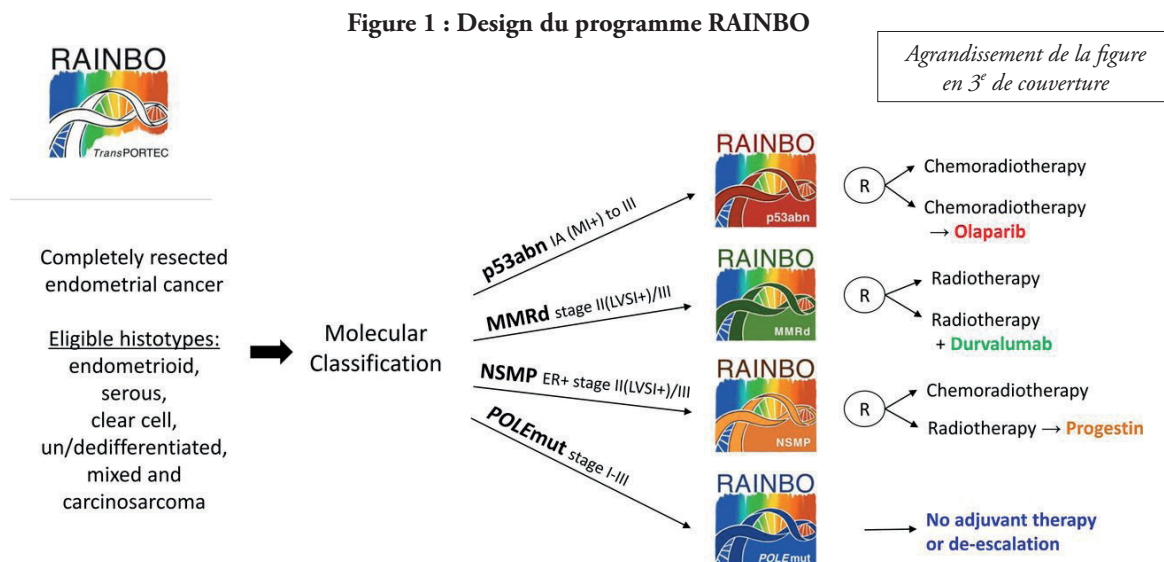 Figure 1 : Design du programme RAINBO
Agrandissement de la figure
en 3e de couverture
RAINBO
TransPORTEC
Completely resected
endometrial cancer
Eligible histotypes:
endometrioid,
serous,
clear cell,
un/dedifferentiated,
mixed and
carcinosarcoma
Molecular
Classification
p53abn IA (MI+) to III
MMRd stage II(LVSI+)/III
NSMP ER+ stage II(LVSI+)/III
POLEmut stage I-III
RAINBO
p53abn
R
Chemoradiotherapy
Chemoradiotherapy
→ Olaparib
RAINBO
MMRd
R
Radiotherapy
Radiotherapy
+ Durvalumab
RAINBO
NSMP
R
Chemoradiotherapy
Radiotherapy → Progestin
RAINBO
POLEmut
No adjuvant therapy
or de-escalation